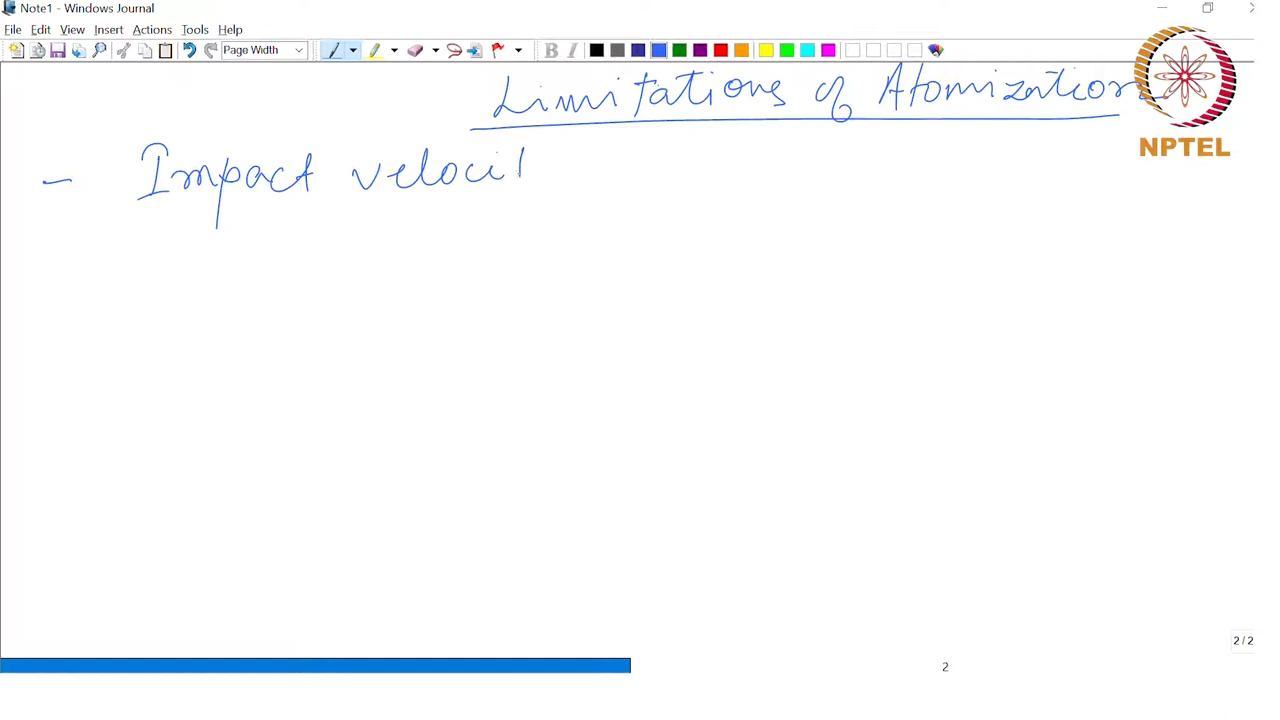 Note1 - Windows Journal
File Edit View Insert Actions Tools Help
Page Width
B I
Limitations of Atomization
NPTEL
- Impact velocit
2 / 2
2